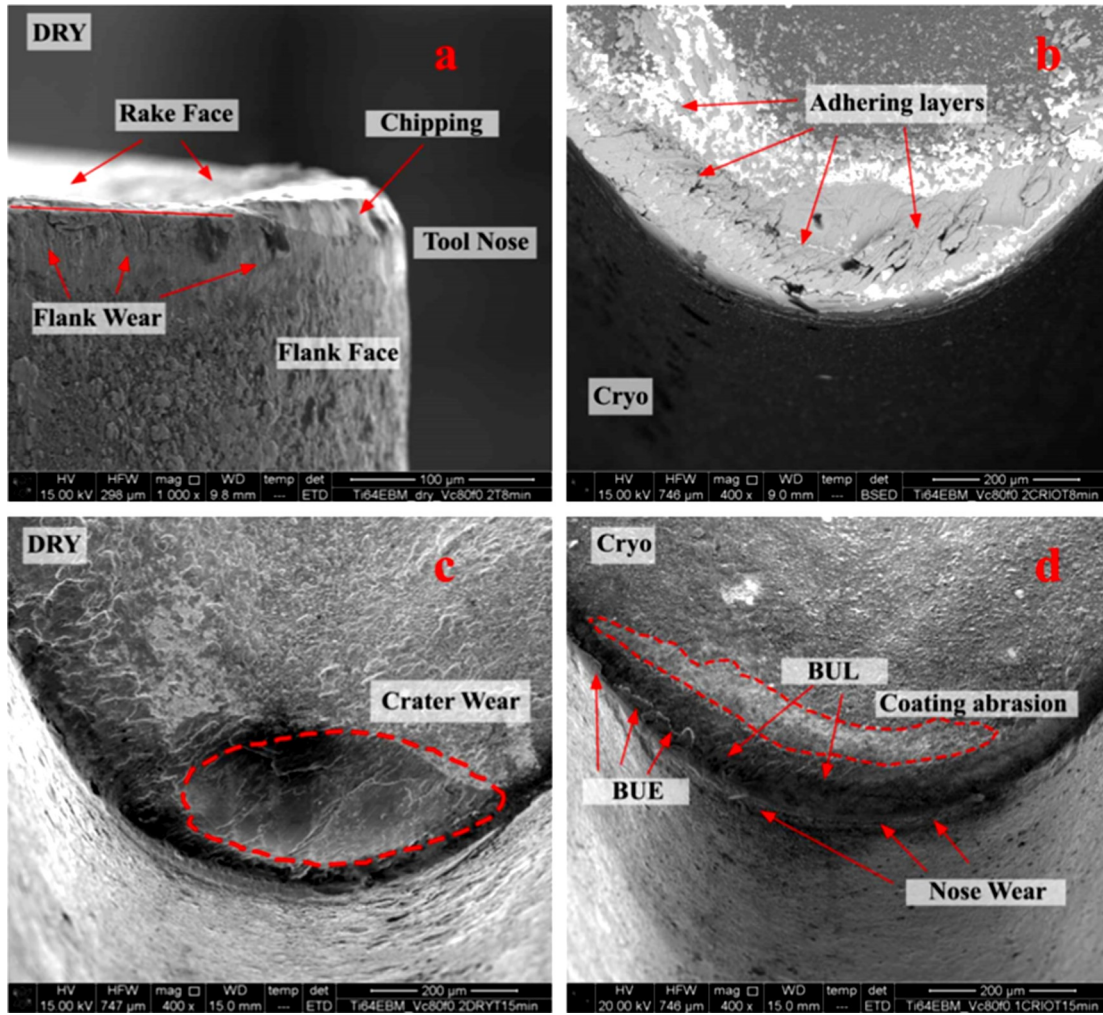 DRY
a
Rake Face
Chipping
Tool Nose
Flank Wear
Flank Face
HV HFW mag WD temp det 100 µm
15.00 kV 298 µm 1 000 x 9.8 mm --- ETD Ti64EBM_dry_Vc80f0 2T8min
b
Adhering layers
Cryo
HV HFW mag WD temp det 200 µm
15.00 kV 746 µm 400 x 9.0 mm --- BSED Ti64EBM_Vc80f0 2CRIOT8min
DRY
c
Crater Wear
HV HFW mag WD temp det 200 µm
15.00 kV 747 µm 400 x 15.0 mm --- ETD Ti64EBM_Vc80f0 2DRYT15min
Cryo
d
BUL
Coating abrasion
BUE
Nose Wear
HV HFW mag WD temp det 200 µm
20.00 kV 746 µm 400 x 15.0 mm --- ETD Ti64EBM_Vc80f0 1CRIOT15min